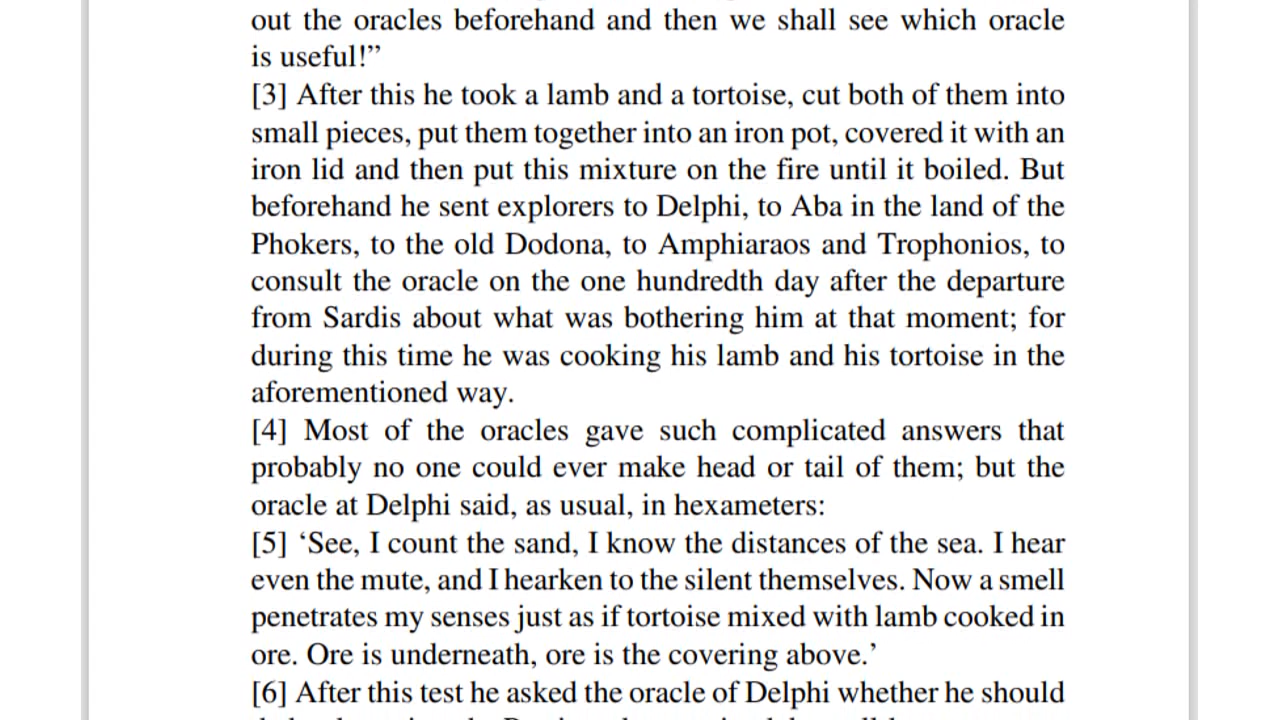 out the oracles beforehand and then we shall see which oracle
is useful!”
[3] After this he took a lamb and a tortoise, cut both of them into
small pieces, put them together into an iron pot, covered it with an
iron lid and then put this mixture on the fire until it boiled. But
beforehand he sent explorers to Delphi, to Aba in the land of the
Phokers, to the old Dodona, to Amphiaraos and Trophonios, to
consult the oracle on the one hundredth day after the departure
from Sardis about what was bothering him at that moment; for
during this time he was cooking his lamb and his tortoise in the
aforementioned way.
[4] Most of the oracles gave such complicated answers that
probably no one could ever make head or tail of them; but the
oracle at Delphi said, as usual, in hexameters:
[5] ‘See, I count the sand, I know the distances of the sea. I hear
even the mute, and I hearken to the silent themselves. Now a smell
penetrates my senses just as if tortoise mixed with lamb cooked in
ore. Ore is underneath, ore is the covering above.’
[6] After this test he asked the oracle of Delphi whether he should